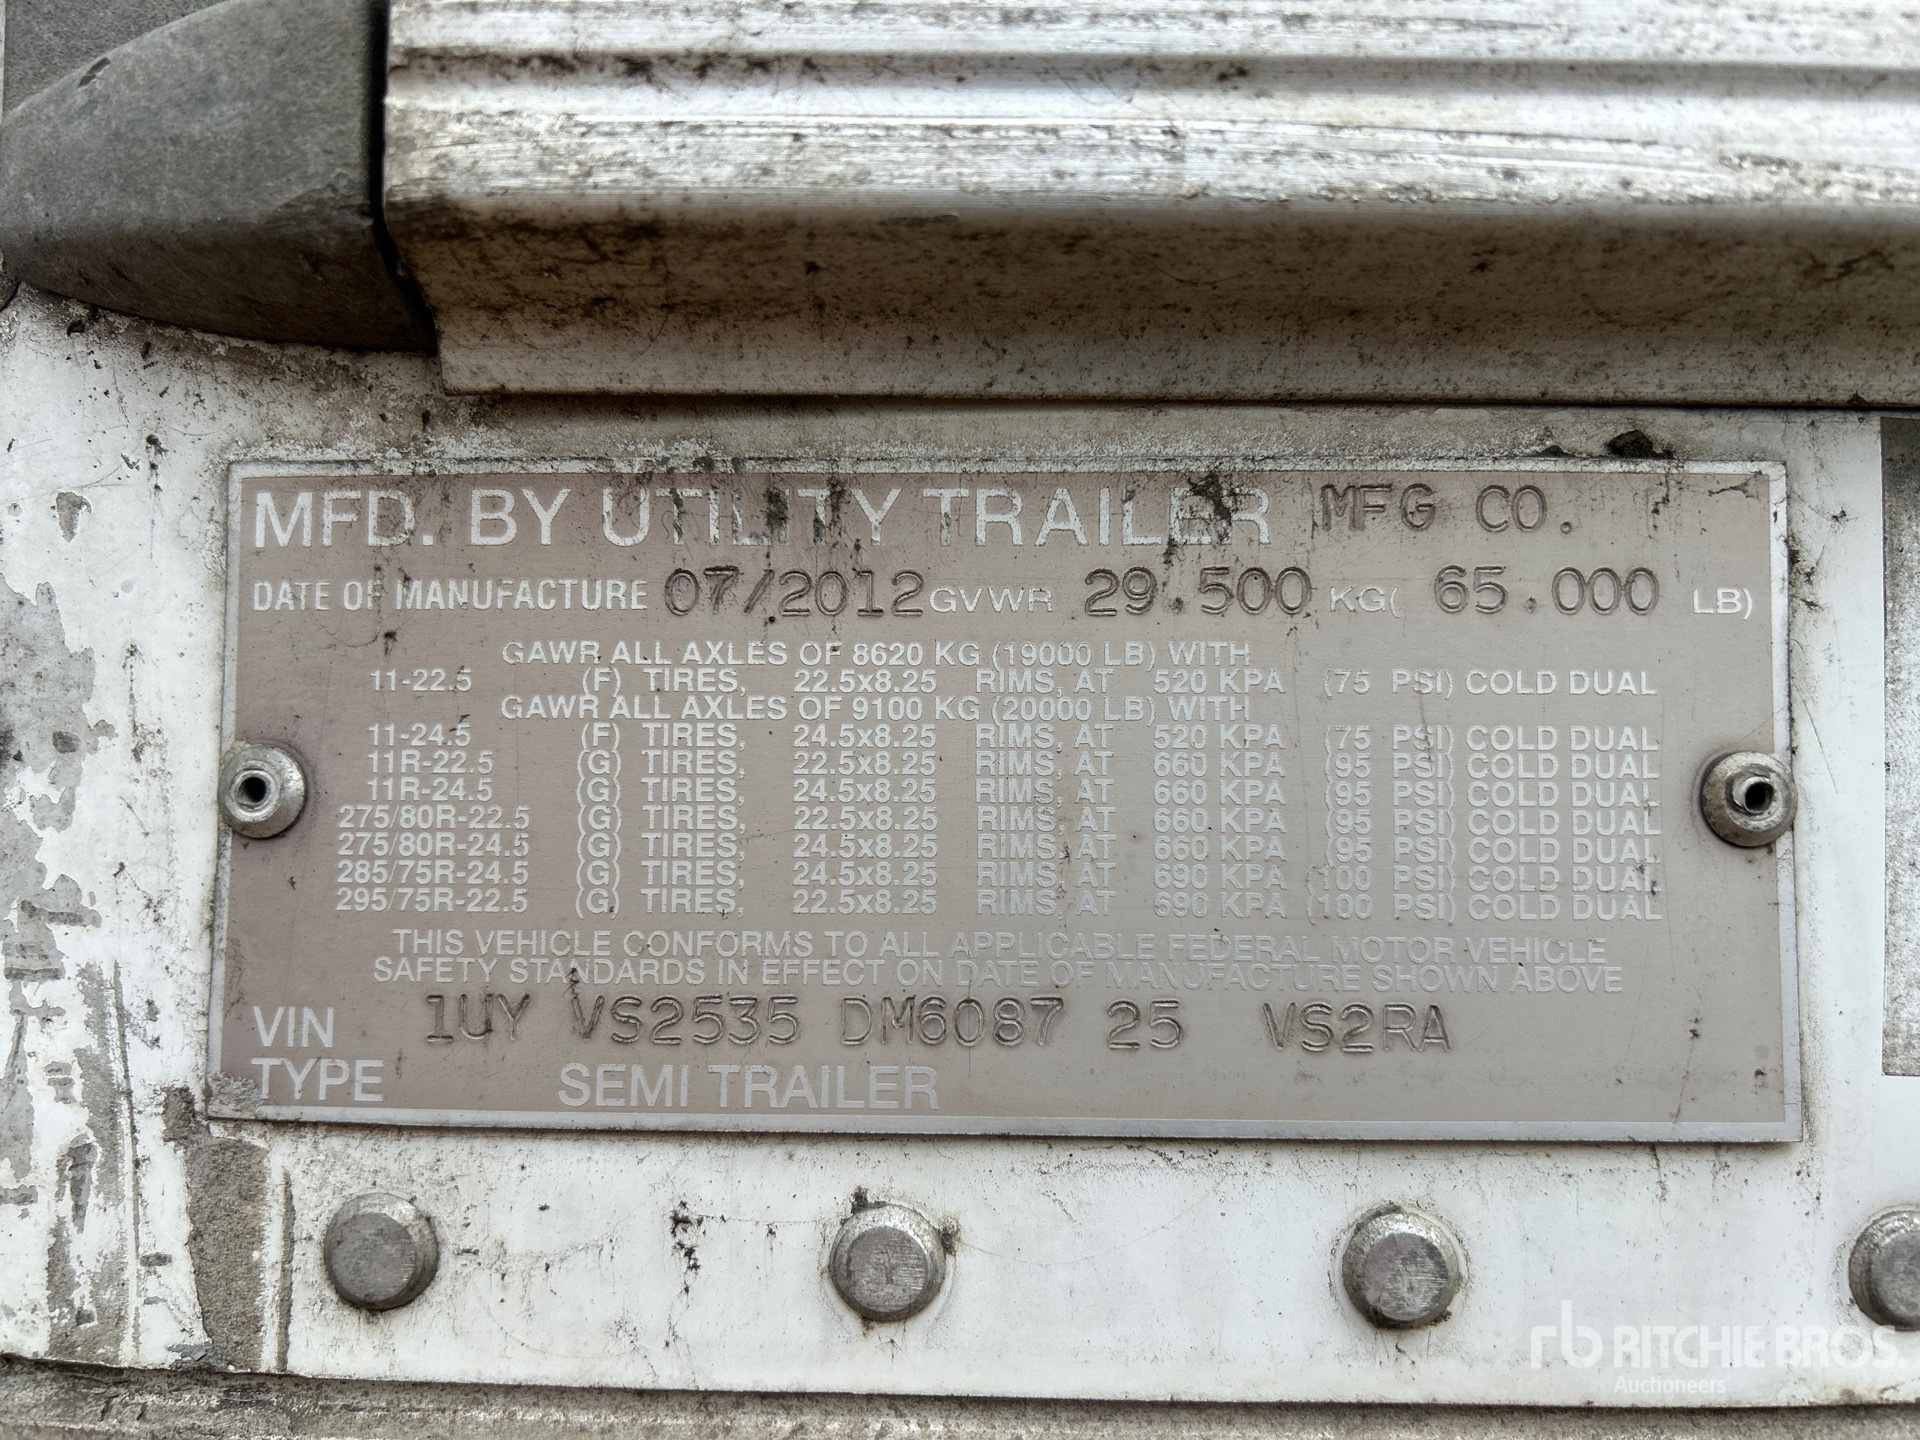 MFD. BY UTILITY TRAILER MFG CO.
DATE OF MANUFACTURE 07/2012 GVWR 29.500 KG( 65.000 LB)
GAWR ALL AXLES OF 8620 KG (19000 LB) WITH
11-22.5 (F) TIRES, 22.5x8.25 RIMS, AT 520 KPA (75 PSI) COLD DUAL
GAWR ALL AXLES OF 9100 KG (20000 LB) WITH
11-24.5 (F) TIRES, 24.5x8.25 RIMS, AT 520 KPA (75 PSI) COLD DUAL
11R-22.5 (G) TIRES, 22.5x8.25 RIMS, AT 660 KPA (95 PSI) COLD DUAL
11R-24.5 (G) TIRES, 24.5x8.25 RIMS, AT 660 KPA (95 PSI) COLD DUAL
275/80R-22.5 (G) TIRES, 22.5x8.25 RIMS, AT 660 KPA (95 PSI) COLD DUAL
275/80R-24.5 (G) TIRES, 24.5x8.25 RIMS, AT 660 KPA (95 PSI) COLD DUAL
285/75R-24.5 (G) TIRES, 24.5x8.25 RIMS, AT 690 KPA (100 PSI) COLD DUAL
295/75R-22.5 (G) TIRES, 22.5x8.25 RIMS, AT 690 KPA (100 PSI) COLD DUAL
THIS VEHICLE CONFORMS TO ALL APPLICABLE FEDERAL MOTOR VEHICLE
SAFETY STANDARDS IN EFFECT ON DATE OF MANUFACTURE SHOWN ABOVE
VIN 1UY VS2535 DM6087 25 VS2RA
TYPE SEMI TRAILER
rb RITCHIE BROS.
Auctioneers